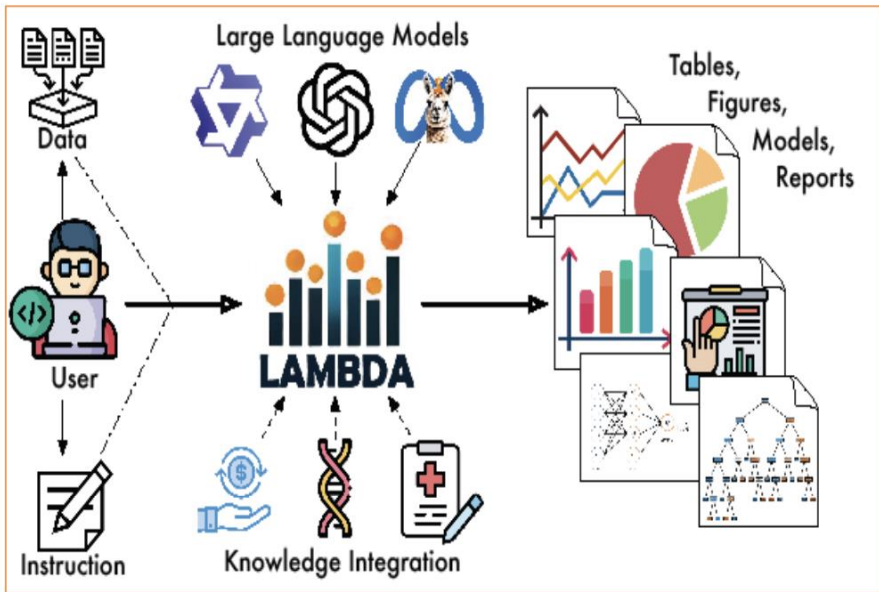 Large Language Models
Data
User
Instruction
</>
LAMBDA
$
Knowledge Integration
Tables,
Figures,
Models,
Reports